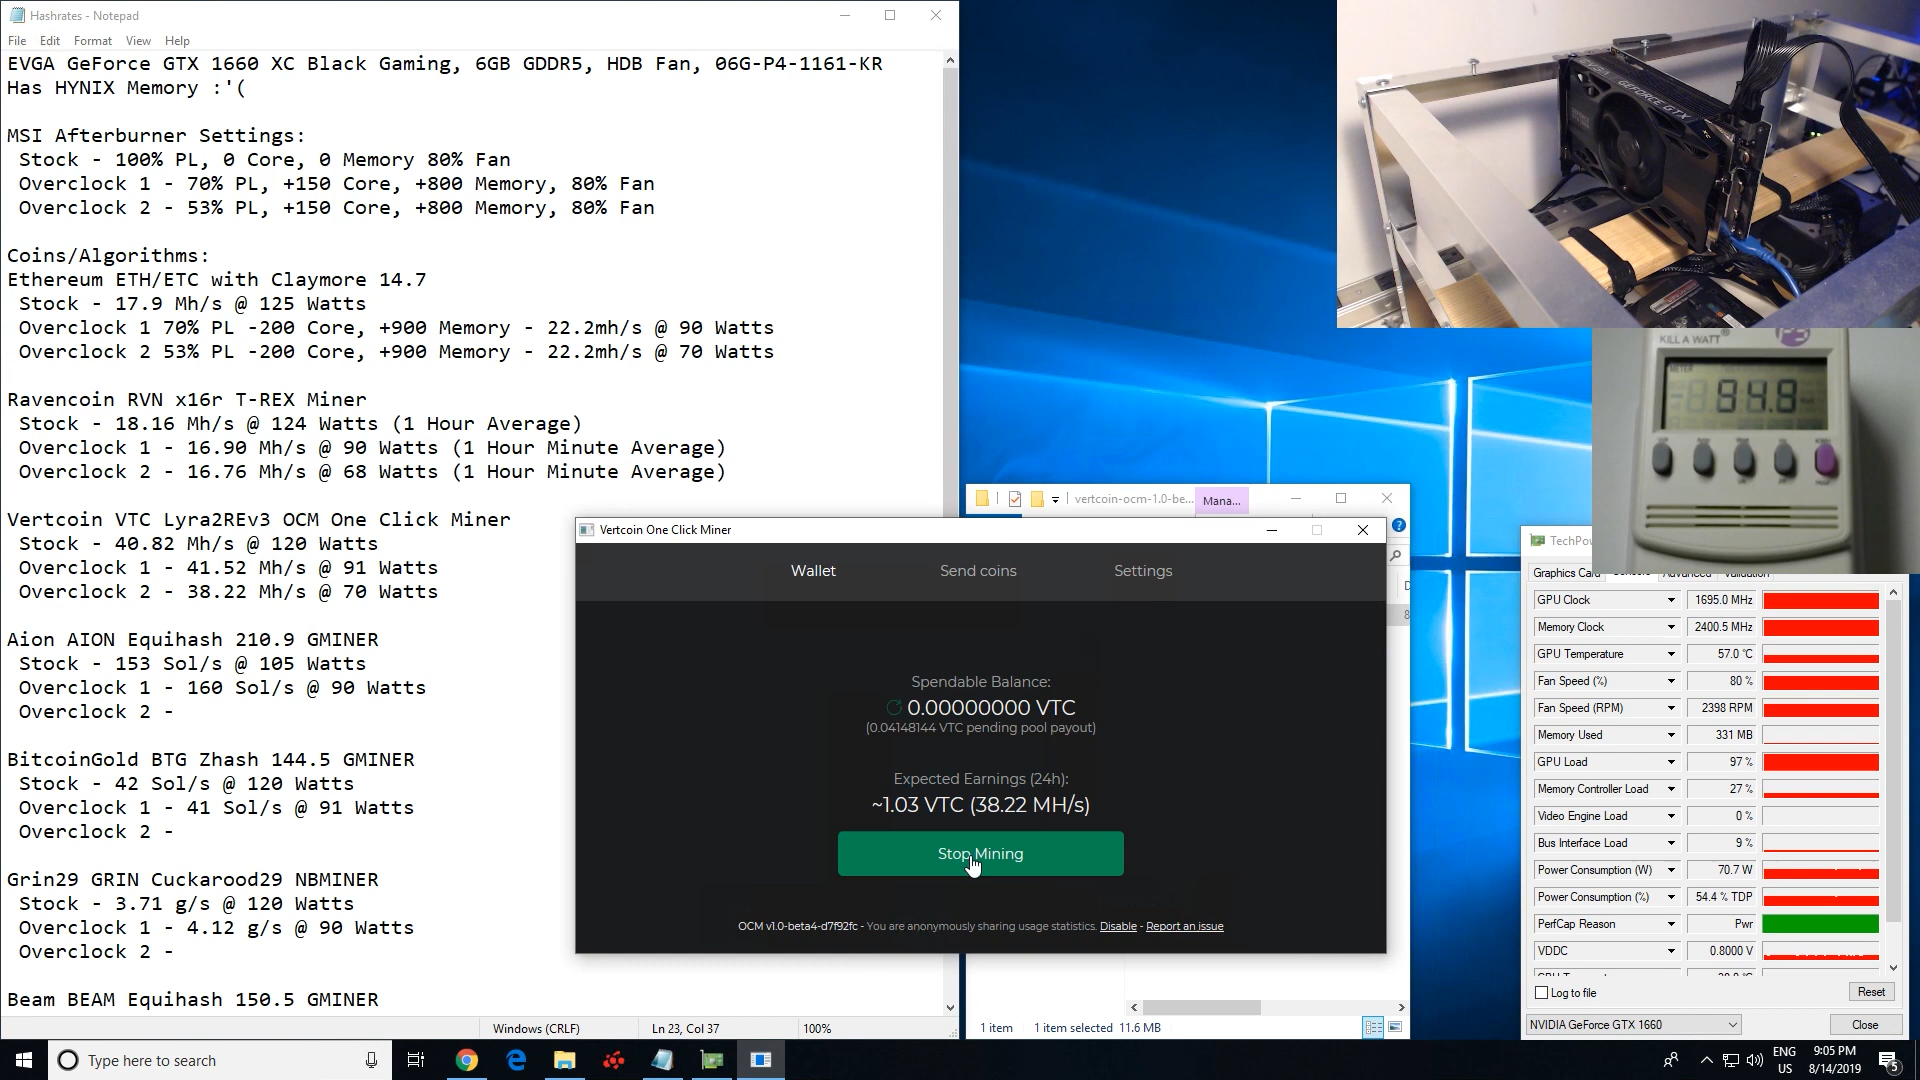 Hashrates - Notepad
File Edit Format View Help
EVGA GeForce GTX 1660 XC Black Gaming, 6GB GDDR5, HDB Fan, 06G-P4-1161-KR
Has HYNIX Memory :'(
MSI Afterburner Settings:
Stock - 100% PL, 0 Core, 0 Memory 80% Fan
Overclock 1 - 70% PL, +150 Core, +800 Memory, 80% Fan
Overclock 2 - 53% PL, +150 Core, +800 Memory, 80% Fan
Coins/Algorithms:
Ethereum ETH/ETC with Claymore 14.7
Stock - 17.9 Mh/s @ 125 Watts
Overclock 1 70% PL -200 Core, +900 Memory - 22.2mh/s @ 90 Watts
Overclock 2 53% PL -200 Core, +900 Memory - 22.2mh/s @ 70 Watts
Ravencoin RVN x16r T-REX Miner
Stock - 18.16 Mh/s @ 124 Watts (1 Hour Average)
Overclock 1 - 16.90 Mh/s @ 90 Watts (1 Hour Minute Average)
Overclock 2 - 16.76 Mh/s @ 68 Watts (1 Hour Minute Average)
Vertcoin VTC Lyra2REv3 OCM One Click Miner
Stock - 40.82 Mh/s @ 120 Watts
Overclock 1 - 41.52 Mh/s @ 91 Watts
Overclock 2 - 38.22 Mh/s @ 70 Watts
Aion AION Equihash 210.9 GMINER
Stock - 153 Sol/s @ 105 Watts
Overclock 1 - 160 Sol/s @ 90 Watts
Overclock 2 -
BitcoinGold BTG Zhash 144.5 GMINER
Stock - 42 Sol/s @ 120 Watts
Overclock 1 - 41 Sol/s @ 91 Watts
Overclock 2 -
Grin29 GRIN Cuckarood29 NBMINER
Stock - 3.71 g/s @ 120 Watts
Overclock 1 - 4.12 g/s @ 90 Watts
Overclock 2 -
Beam BEAM Equihash 150.5 GMINER
Windows (CRLF) Ln 23, Col 37 100%
GEFORCE GTX
KILL A WATT
METER
94.8
vertcoin-ocm-1.0-be... Mana...
1 item 1 item selected 11.6 MB
Vertcoin One Click Miner
Wallet Send coins Settings
Spendable Balance:
0.00000000 VTC
(0.04148144 VTC pending pool payout)
Expected Earnings (24h):
~1.03 VTC (38.22 MH/s)
Stop Mining
OCM v1.0-beta4-d7f92fc - You are anonymously sharing usage statistics. Disable - Report an issue
TechPow
Graphics Card
GPU Clock 1695.0 MHz
Memory Clock 2400.5 MHz
GPU Temperature 57.0 °C
Fan Speed (%) 80 %
Fan Speed (RPM) 2398 RPM
Memory Used 331 MB
GPU Load 97 %
Memory Controller Load 27 %
Video Engine Load 0 %
Bus Interface Load 9 %
Power Consumption (W) 70.7 W
Power Consumption (%) 54.4 % TDP
PerfCap Reason Pwr
VDDC 0.8000 V
Log to file Reset
NVIDIA GeForce GTX 1660 Close
Type here to search
ENG
US
9:05 PM
8/14/2019
5